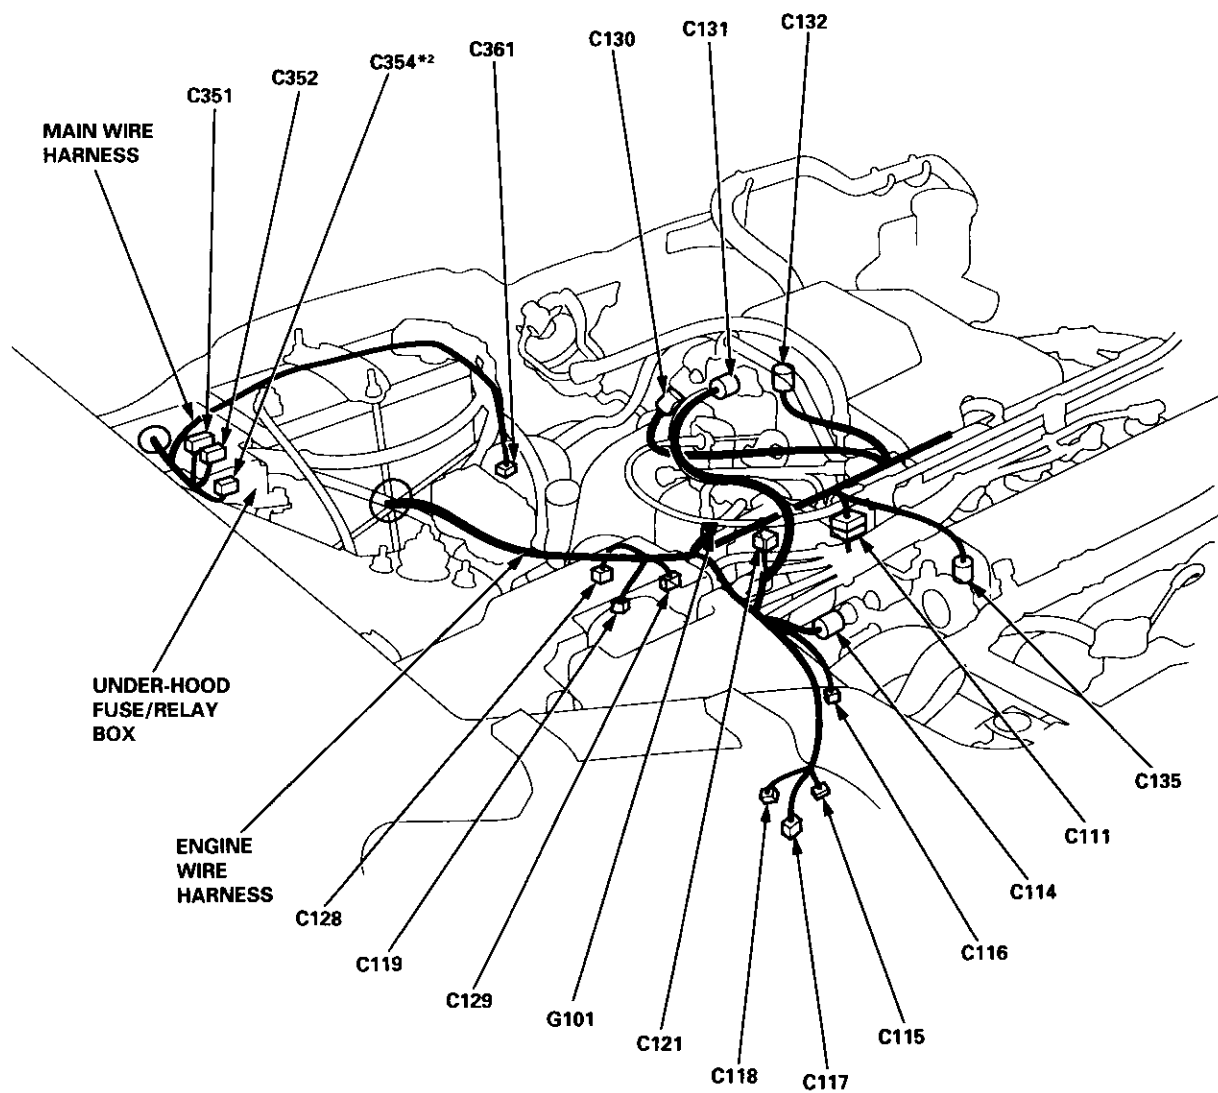 C132
C131
C130
C361
C354*2
C352
C351
MAIN WIRE
HARNESS
UNDER-HOOD
FUSE/RELAY
BOX
C135
C111
ENGINE
WIRE
HARNESS
C114
C128
C116
C119
C129
G101
C115
C121
C118
C117